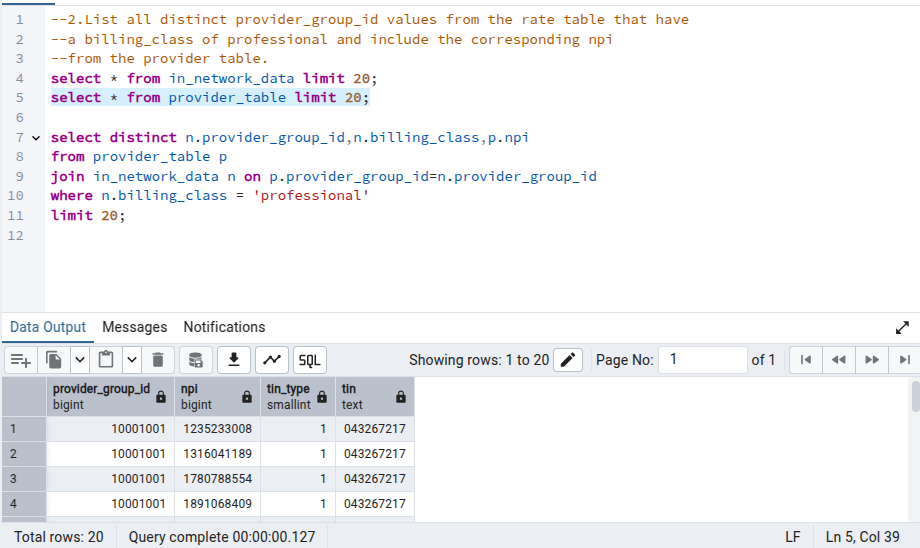 1 --2.List all distinct provider_group_id values from the rate table that have
2 --a billing_class of professional and include the corresponding npi
3 --from the provider table.
4 select * from in_network_data limit 20;
5 select * from provider_table limit 20;
6
7 select distinct n.provider_group_id,n.billing_class,p.npi
8 from provider_table p
9 join in_network_data n on p.provider_group_id=n.provider_group_id
10 where n.billing_class = 'professional'
11 limit 20;
12
Data Output Messages Notifications
SQL Showing rows: 1 to 20 Page No: 1 of 1
provider_group_id npi tin_type tin
bigint bigint smallint text
1 10001001 1235233008 1 043267217
2 10001001 1316041189 1 043267217
3 10001001 1780788554 1 043267217
4 10001001 1891068409 1 043267217
Total rows: 20 Query complete 00:00:00.127 LF Ln 5, Col 39